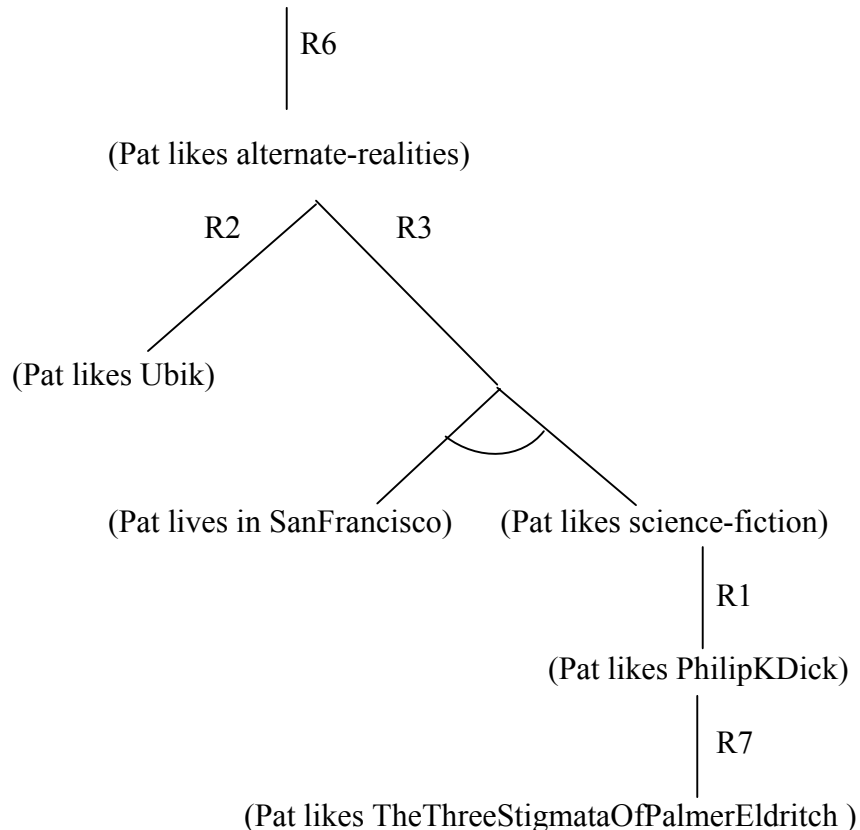 R6
(Pat likes alternate-realities)
R2 R3
(Pat likes Ubik)
(Pat lives in SanFrancisco) (Pat likes science-fiction)
R1
(Pat likes PhilipKDick)
R7
(Pat likes TheThreeStigmataOfPalmerEldritch )